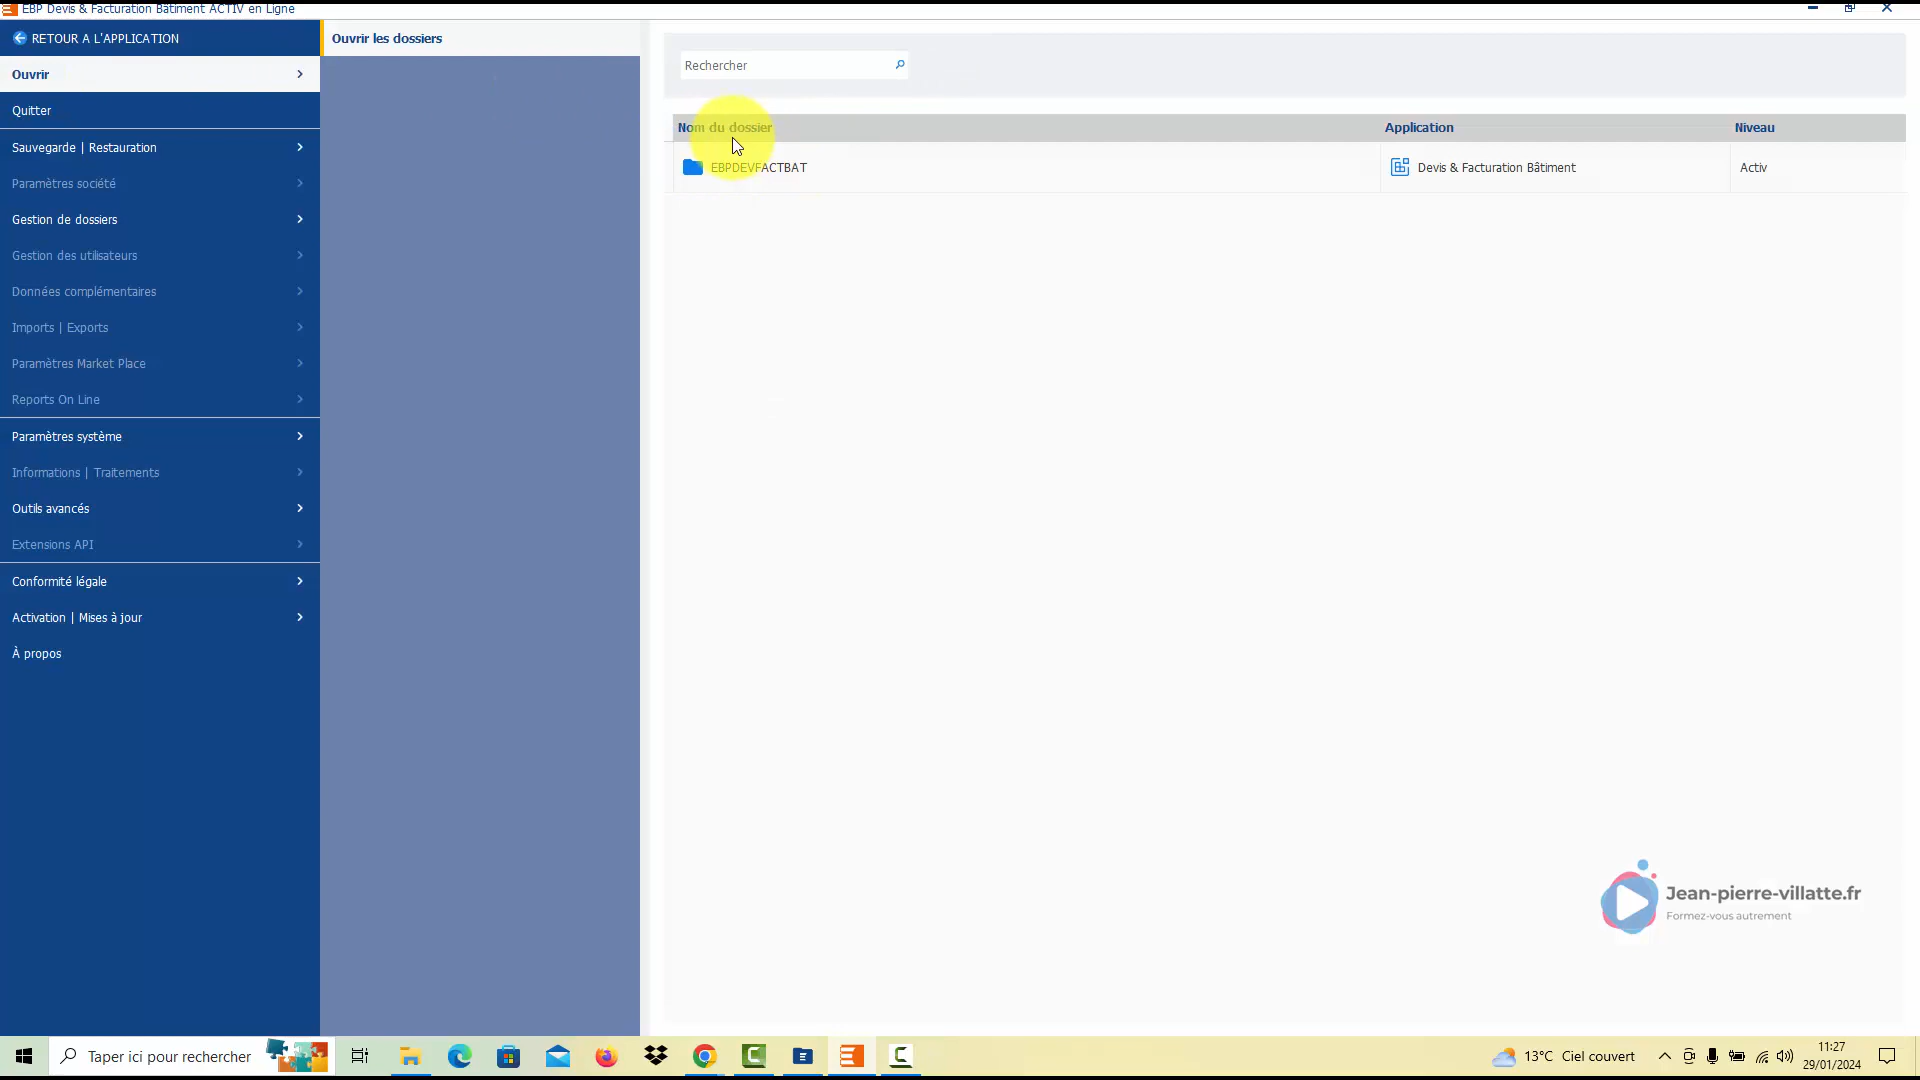 EBP Devis & Facturation Bâtiment ACTIV en Ligne
RETOUR A L'APPLICATION
Ouvrir
Quitter
Sauvegarde | Restauration
Paramètres société
Gestion de dossiers
Gestion des utilisateurs
Données complémentaires
Imports | Exports
Paramètres Market Place
Reports On Line
Paramètres système
Informations | Traitements
Outils avancés
Extensions API
Conformité légale
Activation | Mises à jour
À propos
Ouvrir les dossiers
Rechercher
Nom du dossier Application Niveau
EBPDEVFACTBAT Devis & Facturation Bâtiment Activ
Jean-pierre-villatte.fr
Formez-vous autrement
Taper ici pour rechercher
13°C Ciel couvert
11:27
29/01/2024